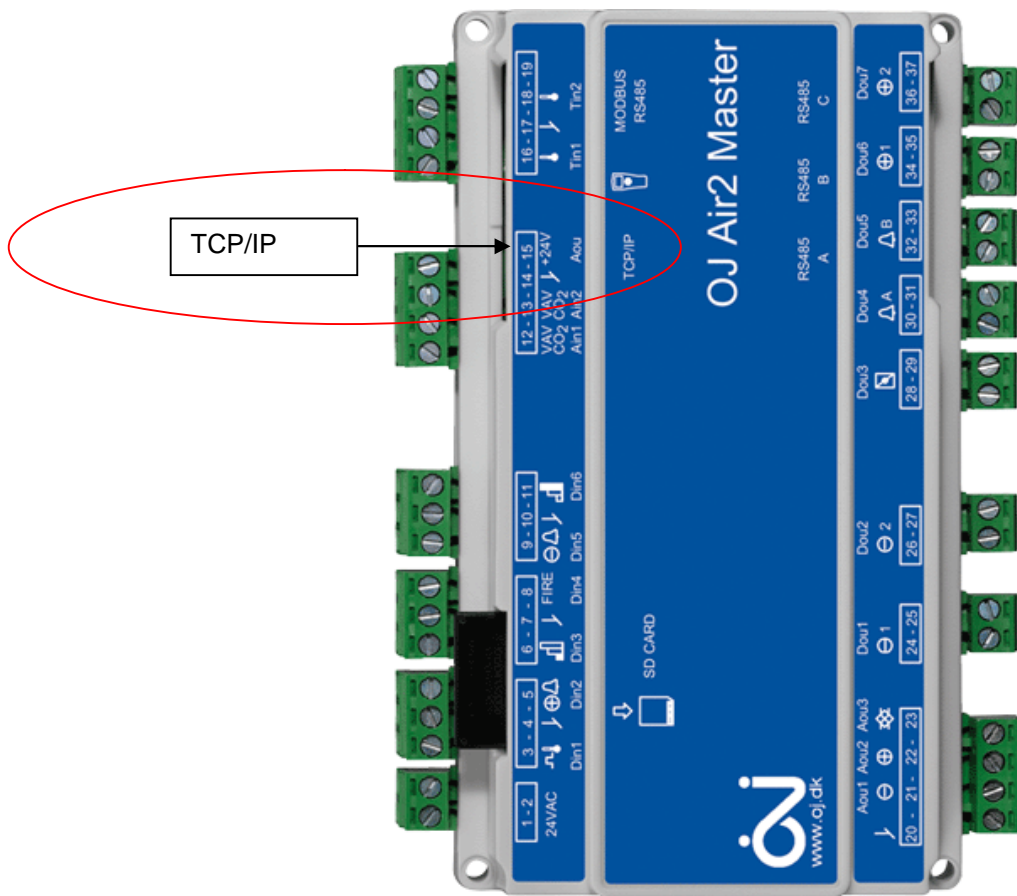 TCP/IP
1 - 2 3 - 4 - 5 6 - 7 - 8 9 - 10 - 11 12 - 13 - 14 - 15 16 - 17 - 18 - 19
24VAC FIRE VAV VAV +24V
CO2 CO2
Din1 Din2 Din3 Din4 Din5 Din6 Ain1 Ain2 Aou Tin1 Tin2
SD CARD TCP/IP MODBUS
RS485
OJ Air2 Master
OJ
www.oj.dk
RS485 RS485 RS485
A B C
Aou1 Aou2 Aou3 Dou1 Dou2 Dou3 Dou4 Dou5 Dou6 Dou7
1 2 A B 1 2
20 - 21 - 22 - 23 24 - 25 26 - 27 28 - 29 30 - 31 32 - 33 34 - 35 36 - 37